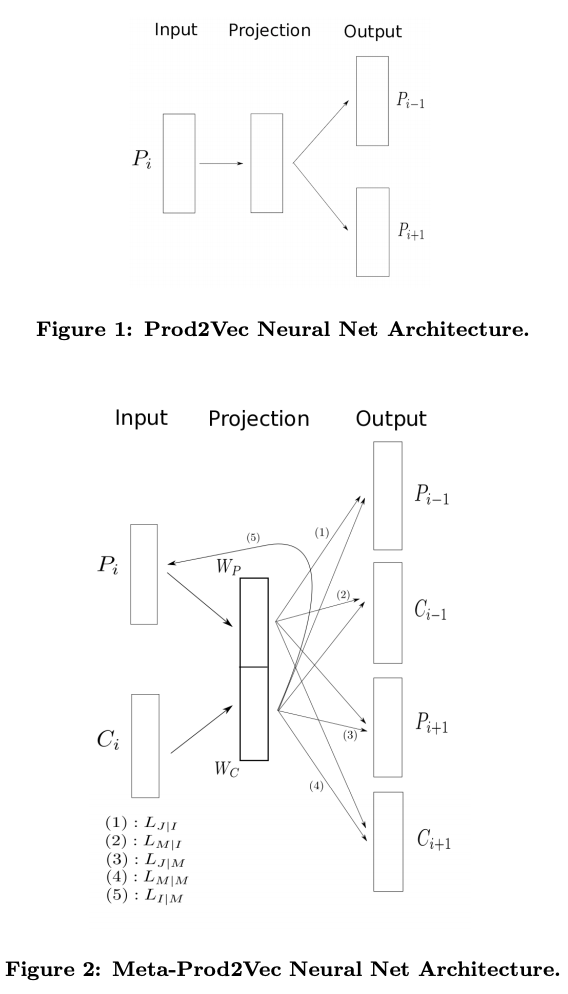 Input Projection Output
P_{i-1}
P_i
P_{i+1}
Figure 1: Prod2Vec Neural Net Architecture.
Input Projection Output
P_{i-1}
(1)
(5)
P_i
W_P
(2)
C_{i-1}
P_{i+1}
(3)
C_i
W_C
(4)
C_{i+1}
(1) : L_{J|I}
(2) : L_{M|I}
(3) : L_{J|M}
(4) : L_{M|M}
(5) : L_{I|M}
Figure 2: Meta-Prod2Vec Neural Net Architecture.